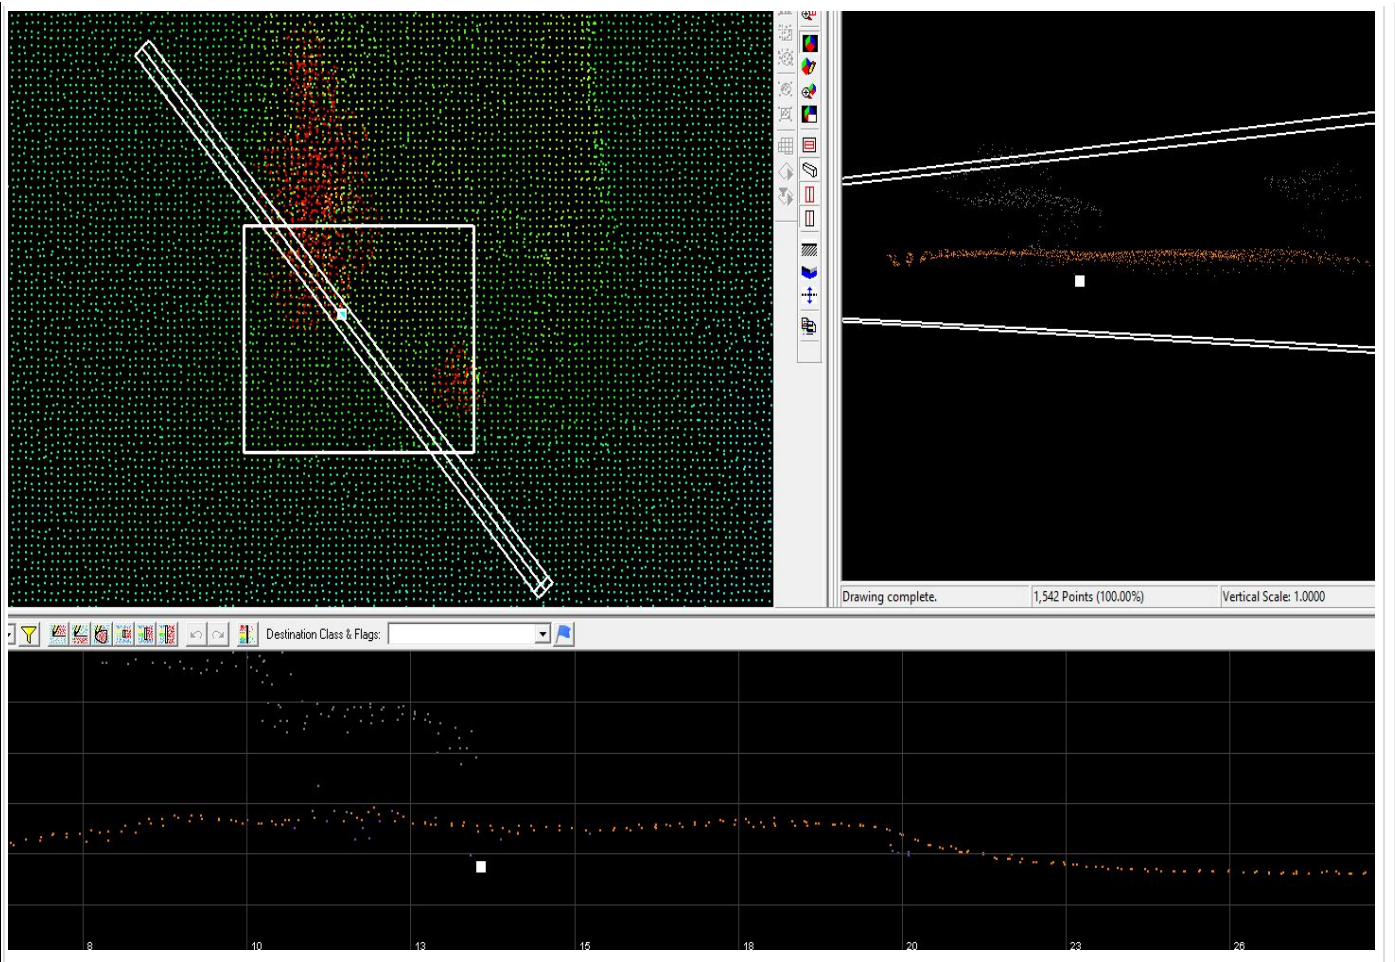 Drawing complete.
1,542 Points (100.00%)
Vertical Scale: 1.0000
Destination Class & Flags:
8
10
13
15
18
20
23
26